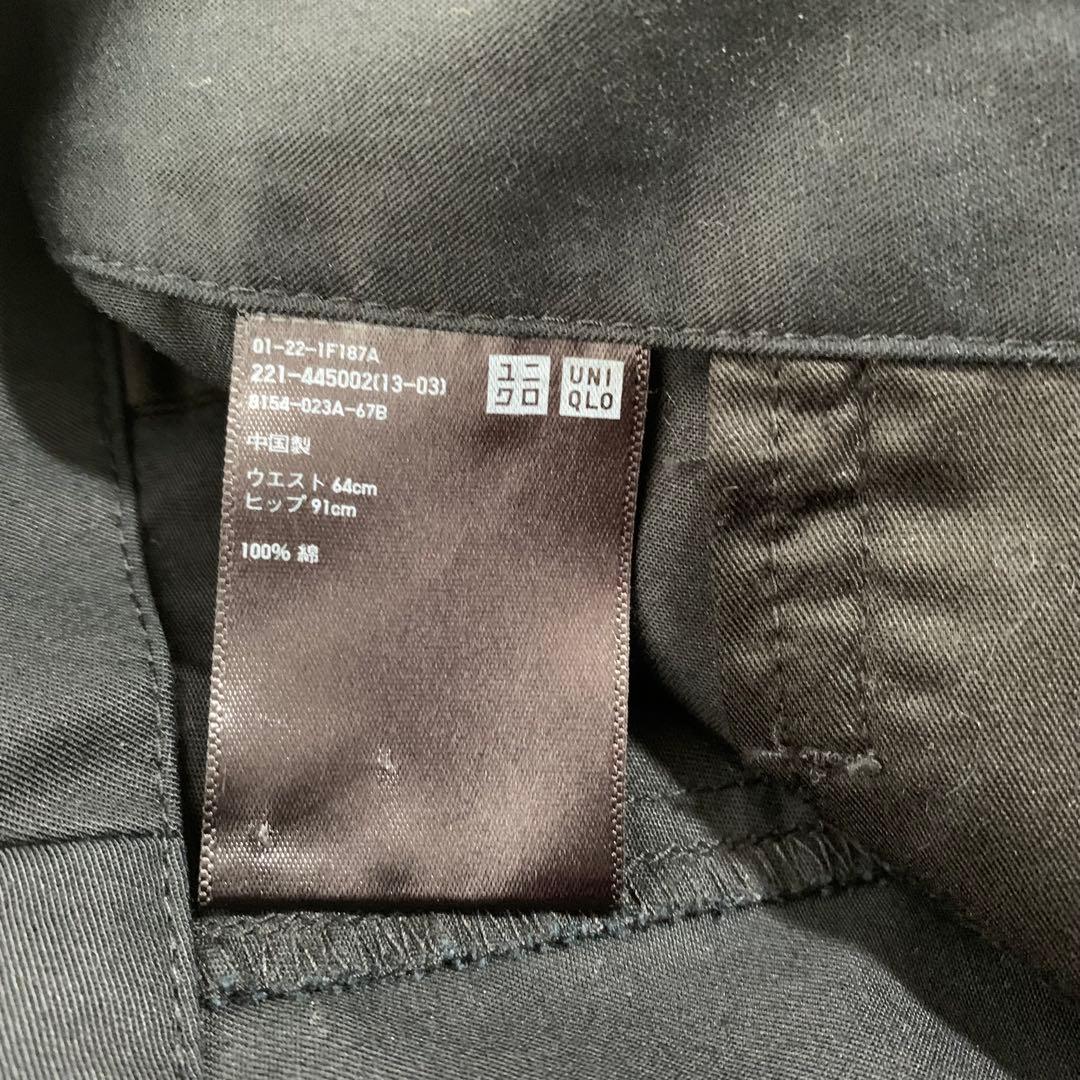 01-22-1F187A
221-445002(13-03)
8154-023A-67B
ユニ
クロ
UNI
QLO
中国製
ウエスト 64cm
ヒップ 91cm
100% 綿